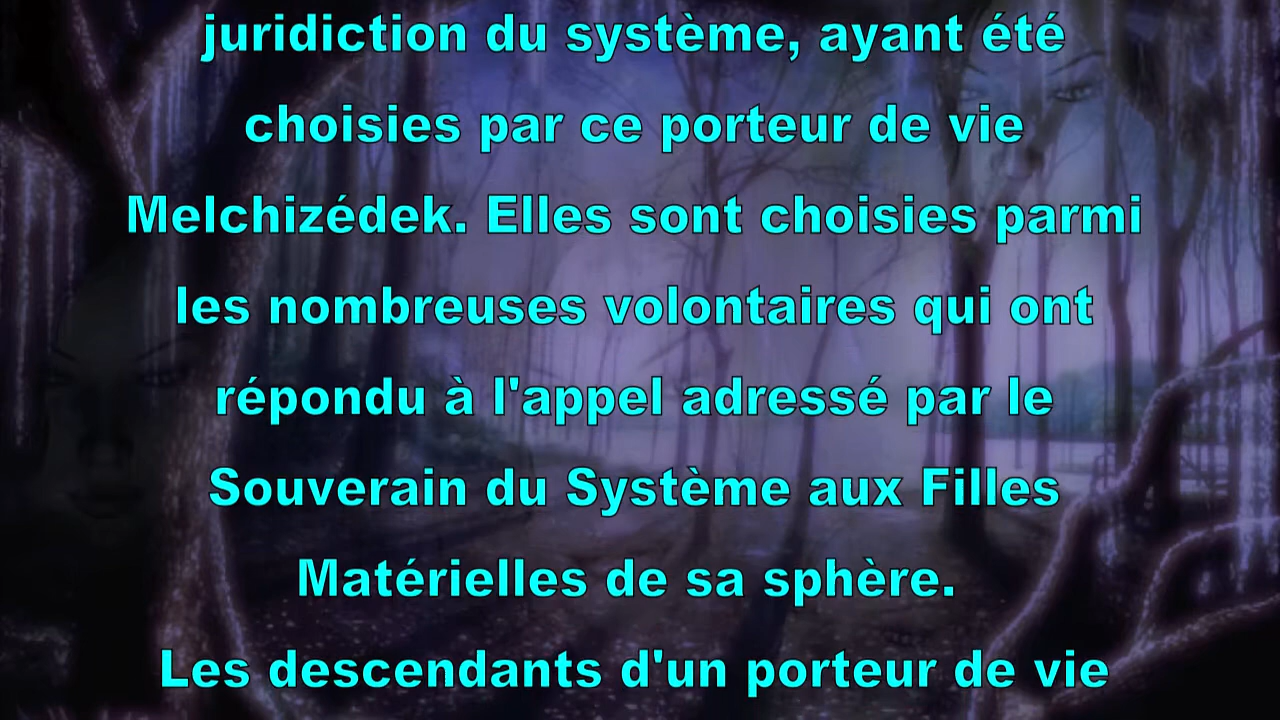 juridiction du système, ayant été
choisies par ce porteur de vie
Melchizédek. Elles sont choisies parmi
les nombreuses volontaires qui ont
répondu à l'appel adressé par le
Souverain du Système aux Filles
Matérielles de sa sphère.
Les descendants d'un porteur de vie